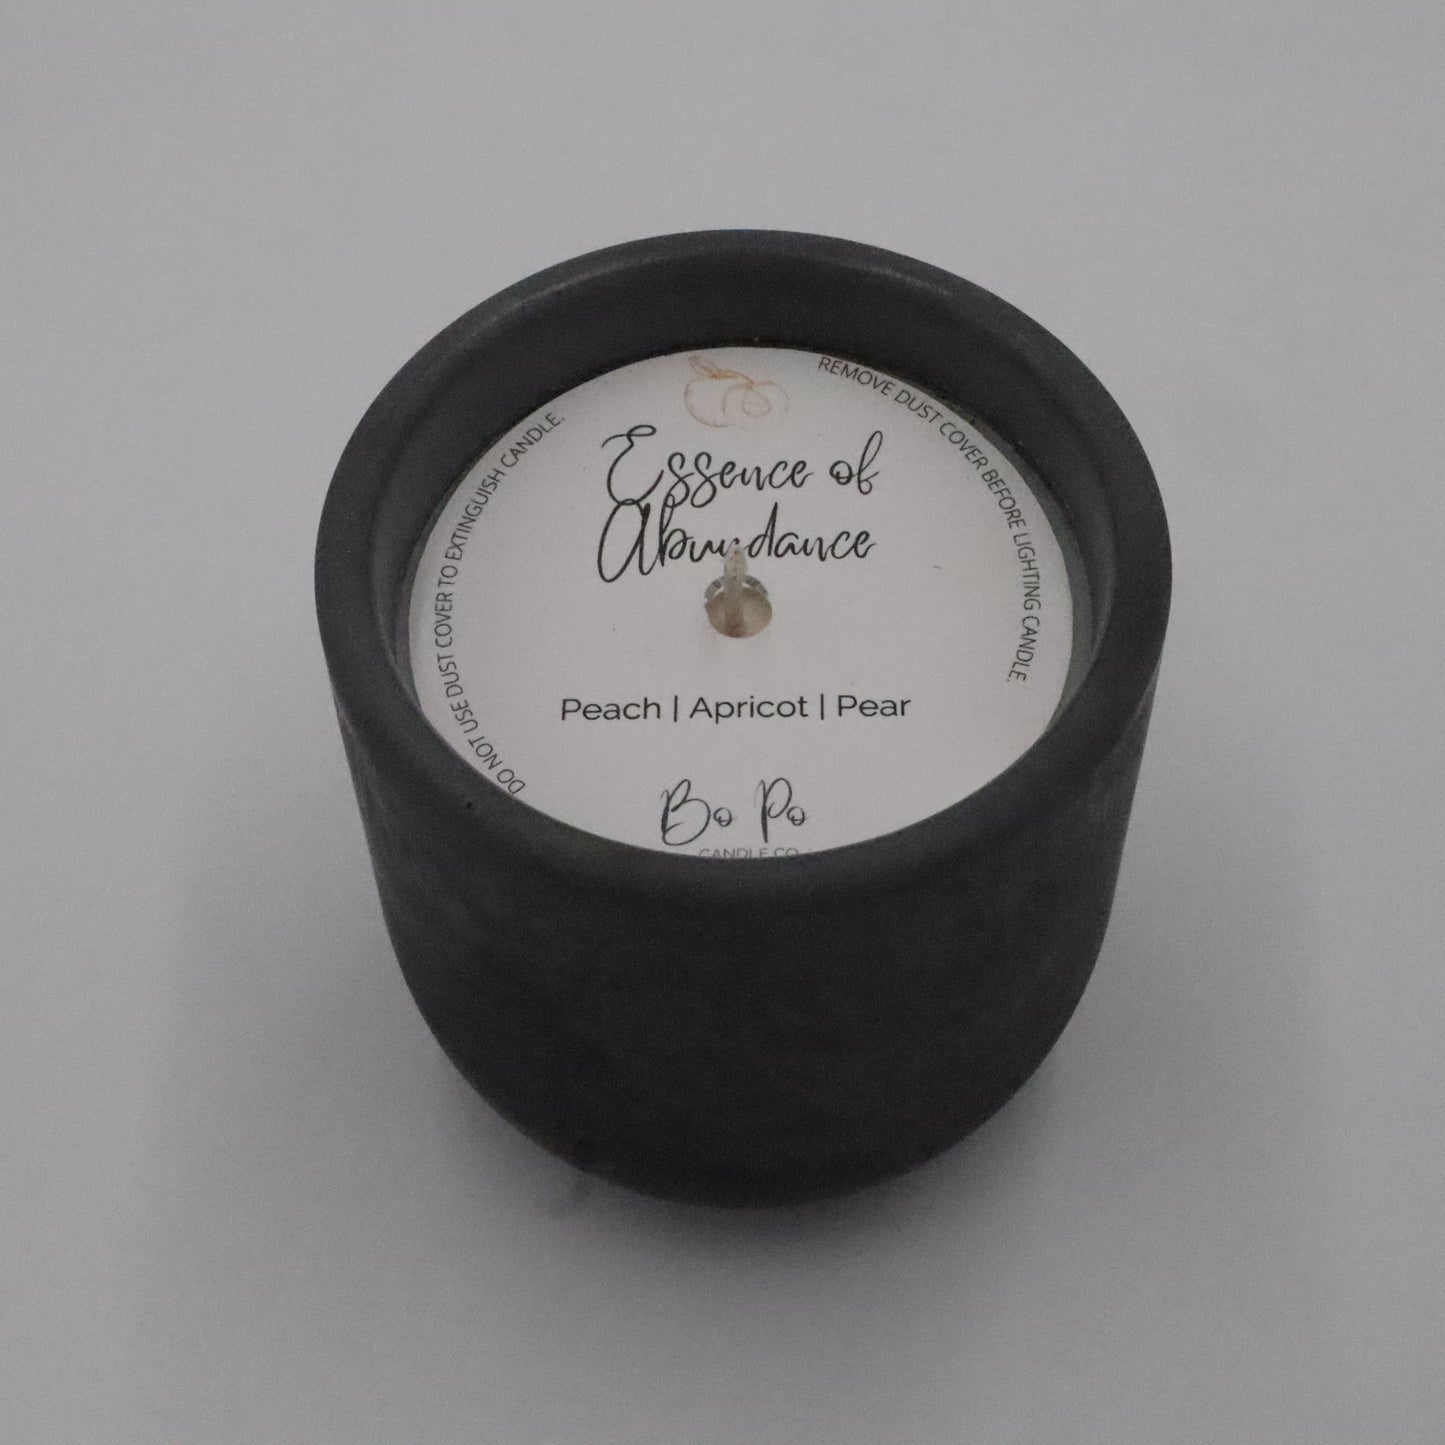 Essence of
Abundance
Peach | Apricot | Pear
Bo Po
CANDLE CO
REMOVE DUST COVER BEFORE LIGHTING CANDLE.
DO NOT USE DUST COVER TO EXTINGUISH CANDLE.